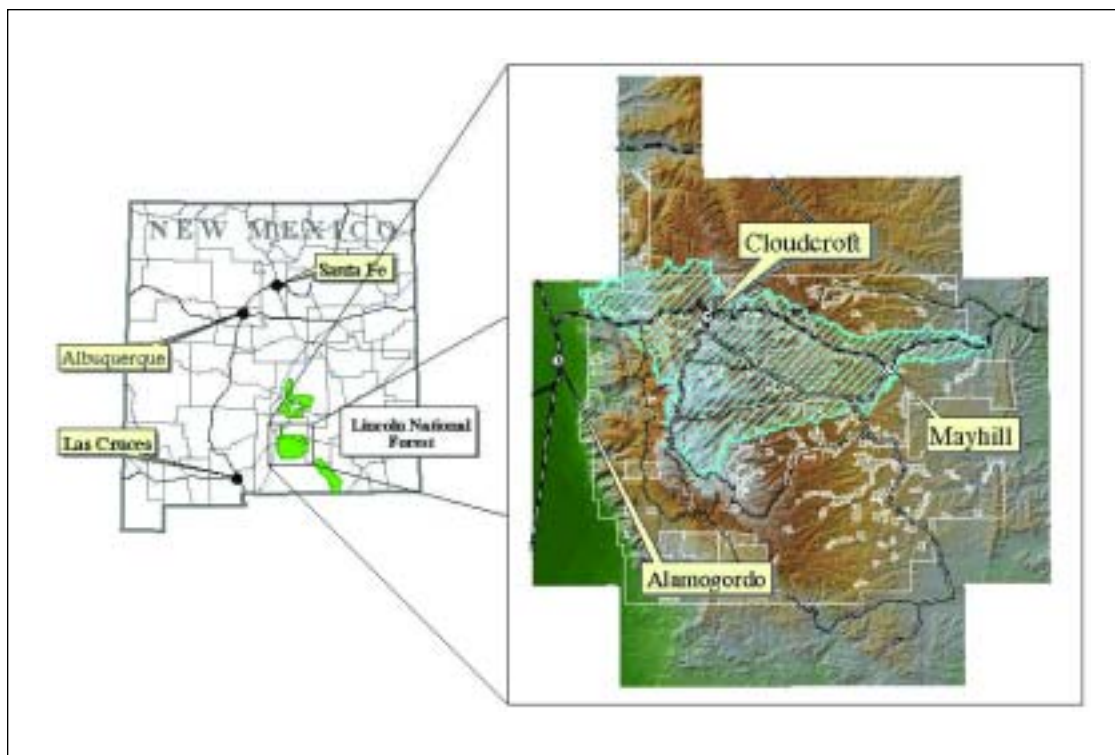 NEW MEXICO
Santa Fe
Albuquerque
Las Cruces
Lincoln National
Forest
Cloudcroft
Mayhill
Alamogordo